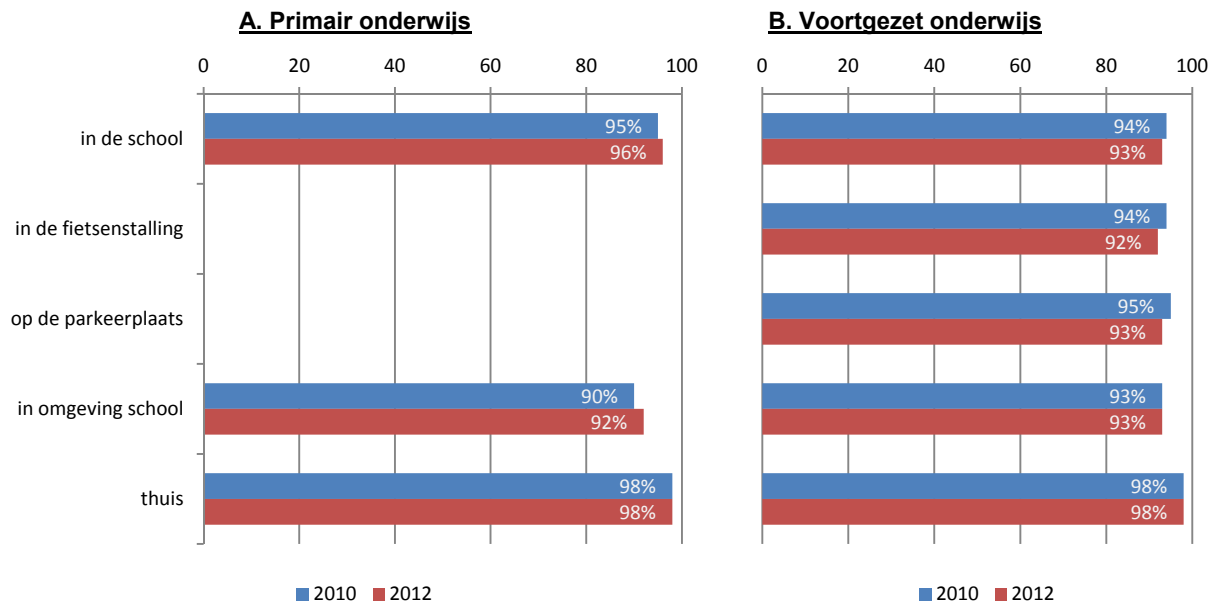 A. Primair onderwijs
B. Voortgezet onderwijs
0 20 40 60 80 100
0 20 40 60 80 100
in de school
95%
96%
94%
93%
in de fietsenstalling
94%
92%
op de parkeerplaats
95%
93%
in omgeving school
90%
92%
93%
93%
thuis
98%
98%
98%
98%
2010 2012
2010 2012